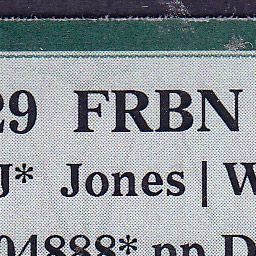 29 FRBN
J* Jones | W
04888* pp D